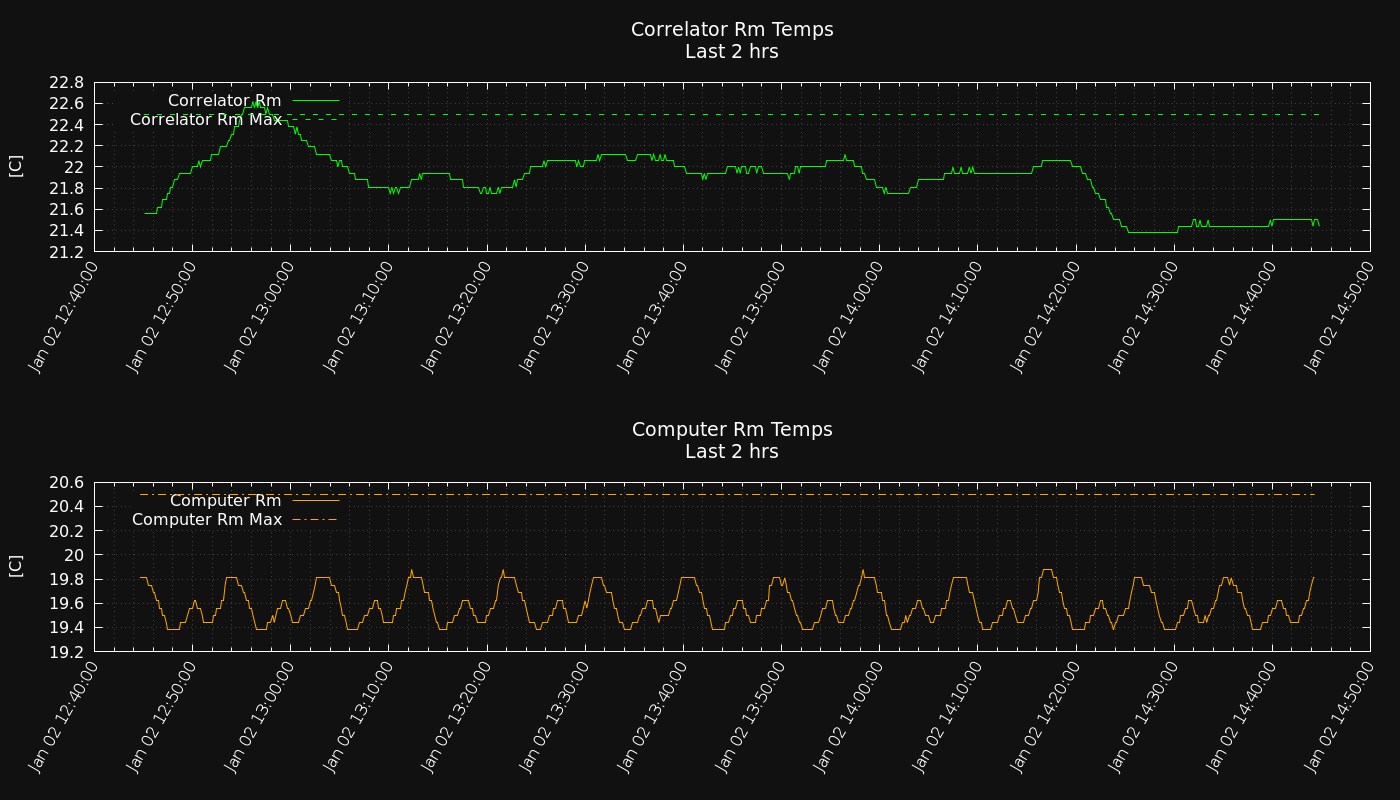 Correlator Rm Temps
Last 2 hrs
22.8
22.6
22.4
22.2
22
21.8
21.6
21.4
21.2
[C]
Correlator Rm
Correlator Rm Max
Jan 02 12:40:00
Jan 02 12:50:00
Jan 02 13:00:00
Jan 02 13:10:00
Jan 02 13:20:00
Jan 02 13:30:00
Jan 02 13:40:00
Jan 02 13:50:00
Jan 02 14:00:00
Jan 02 14:10:00
Jan 02 14:20:00
Jan 02 14:30:00
Jan 02 14:40:00
Jan 02 14:50:00
Computer Rm Temps
Last 2 hrs
20.6
20.4
20.2
20
19.8
19.6
19.4
19.2
[C]
Computer Rm
Computer Rm Max
Jan 02 12:40:00
Jan 02 12:50:00
Jan 02 13:00:00
Jan 02 13:10:00
Jan 02 13:20:00
Jan 02 13:30:00
Jan 02 13:40:00
Jan 02 13:50:00
Jan 02 14:00:00
Jan 02 14:10:00
Jan 02 14:20:00
Jan 02 14:30:00
Jan 02 14:40:00
Jan 02 14:50:00